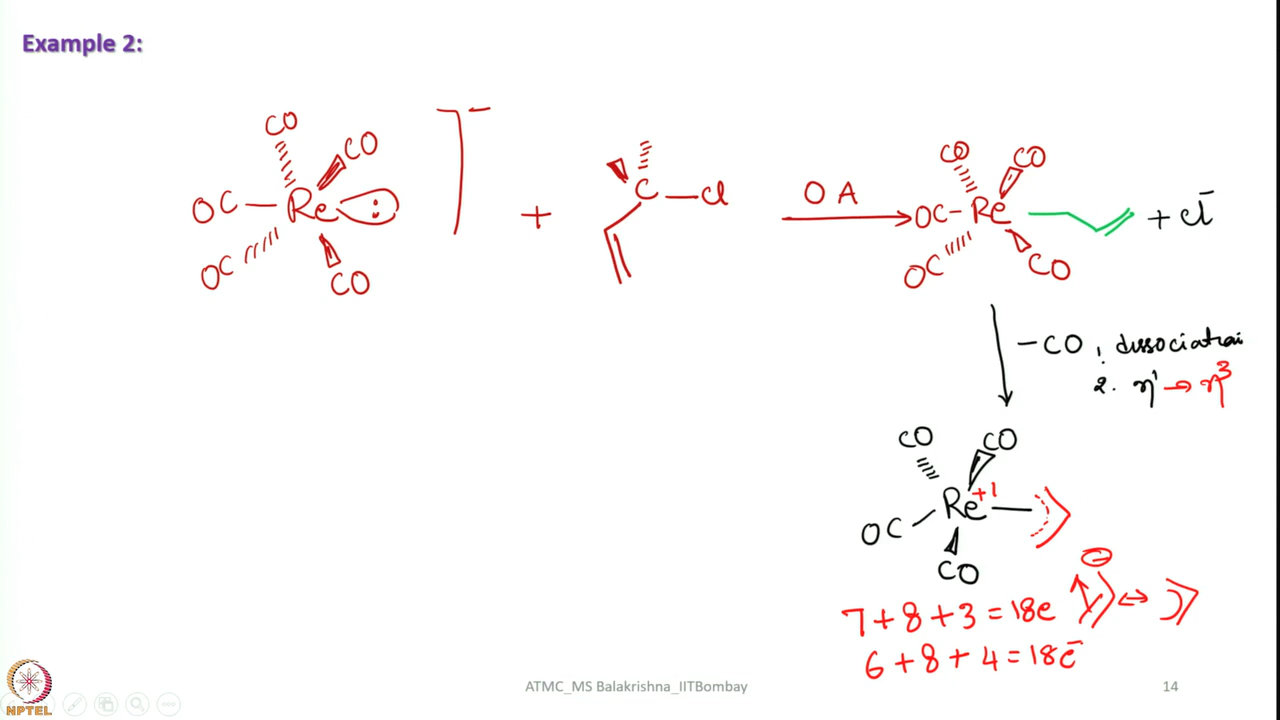 Example 2:
CO
CO
OC
Re
:
OC
CO
−
+
C
Cl
OA
CO
CO
OC
Re
OC
CO
+ Cl⁻
−CO
1. dissociation
2. η¹ → η³
CO
CO
Re
+1
OC
CO
7+8+3=18e
6+8+4=18e⁻
↔
NPTEL
ATMC_MS Balakrishna_IITBombay
14